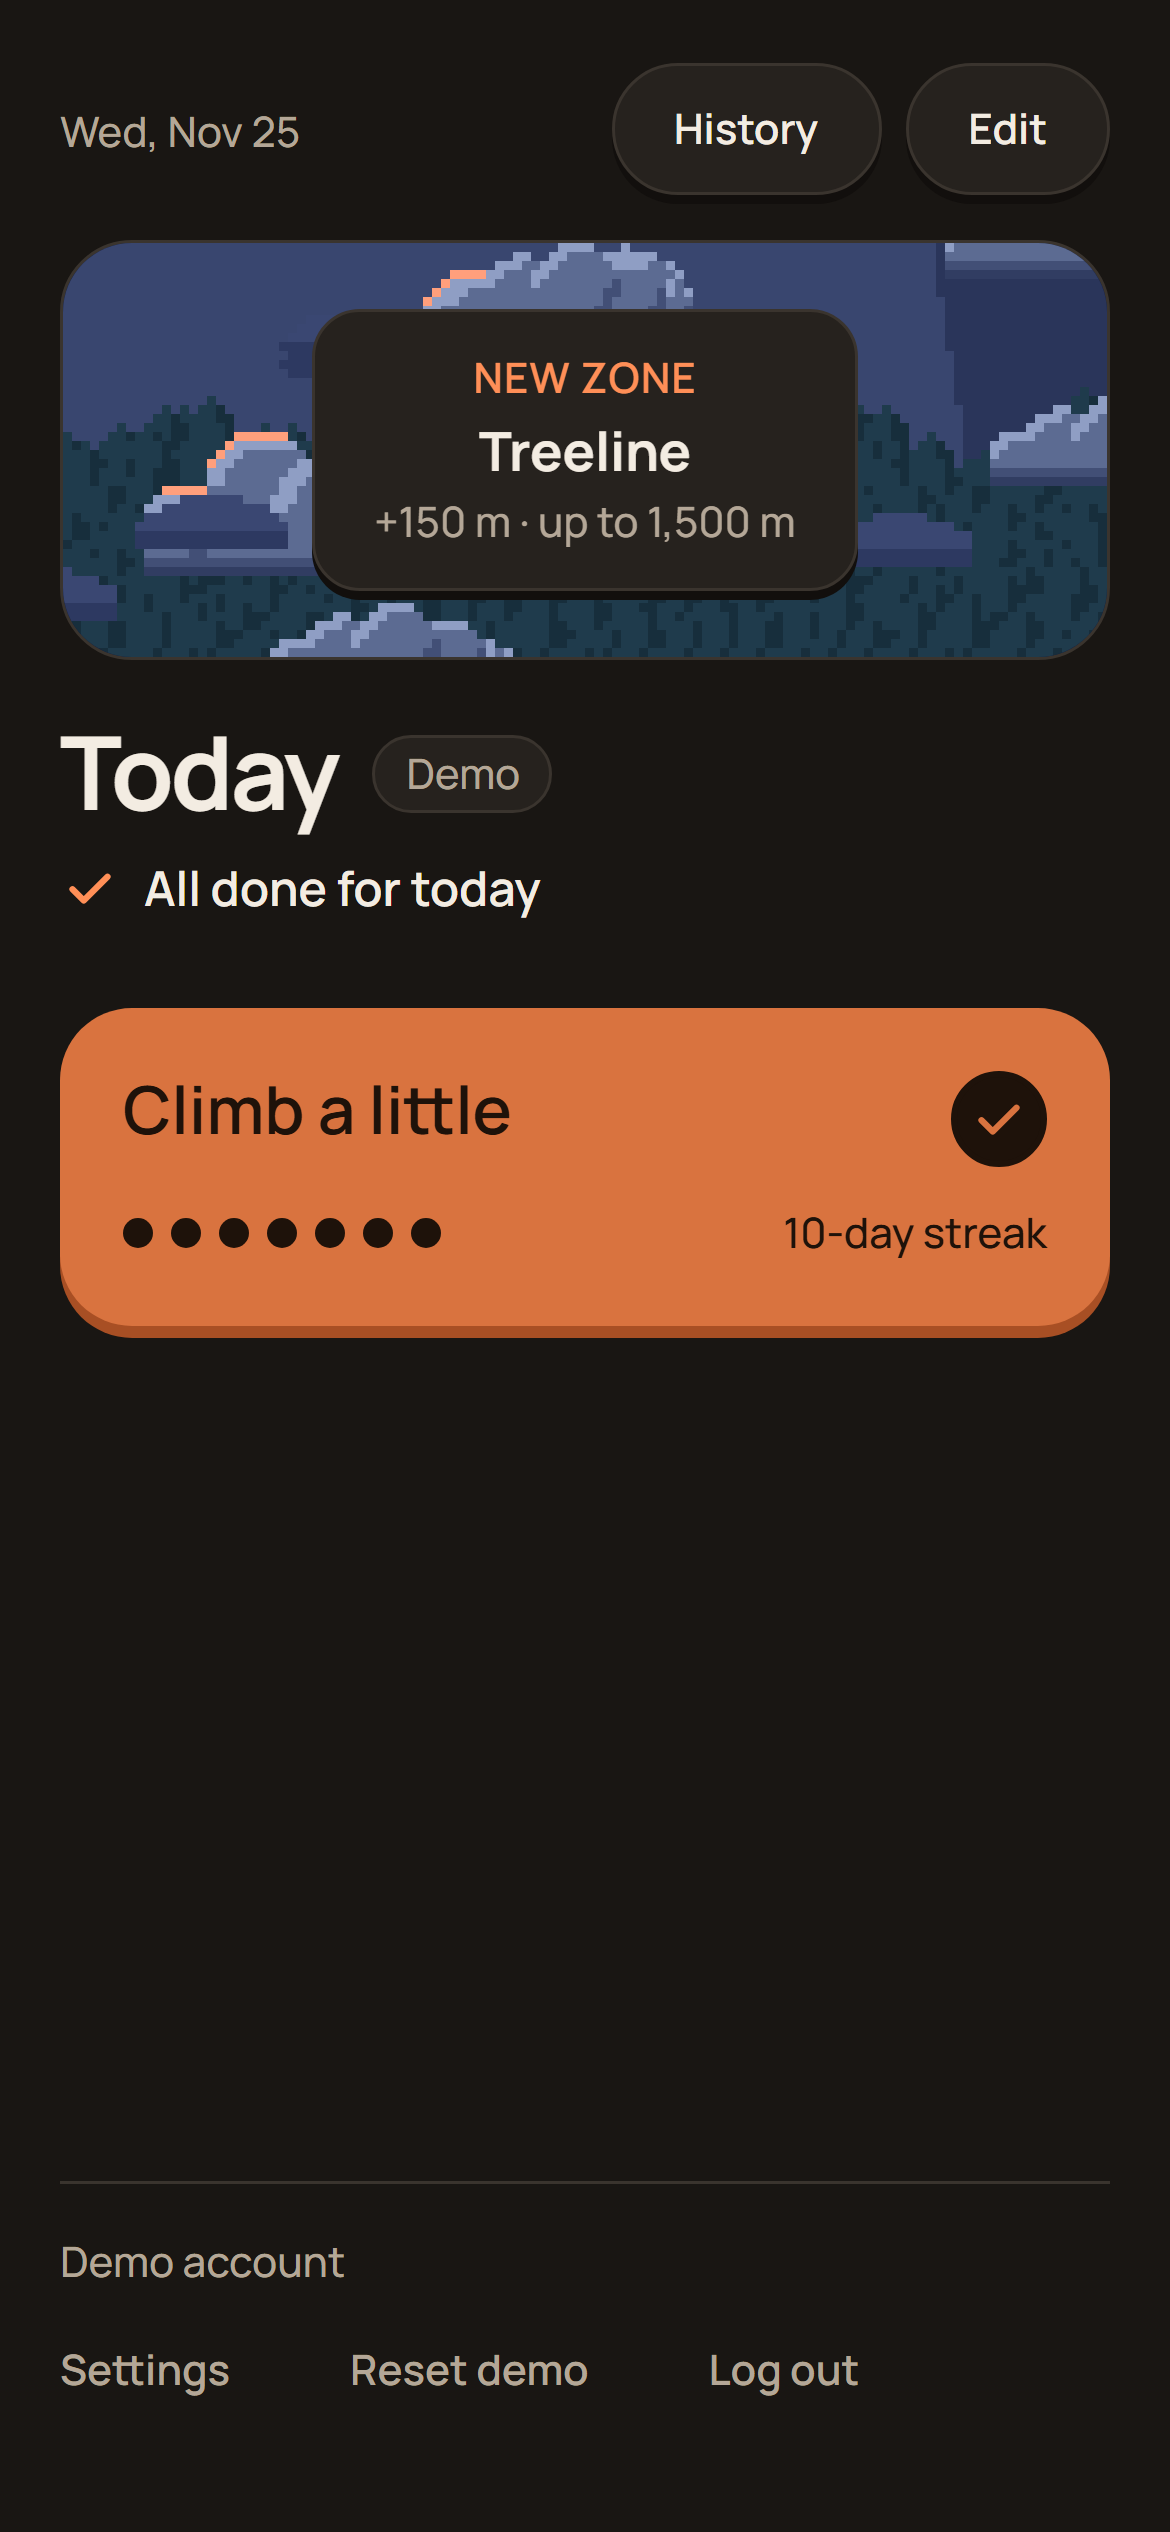 Wed, Nov 25
History
Edit
NEW ZONE
Treeline
+150 m · up to 1,500 m
Today
Demo
All done for today
Climb a little
10-day streak
Demo account
Settings
Reset demo
Log out